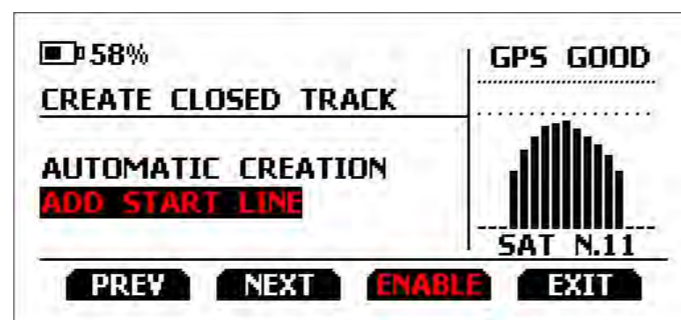 58%
GPS GOOD
CREATE CLOSED TRACK
AUTOMATIC CREATION
ADD START LINE
SAT N.11
PREV NEXT ENABLE EXIT